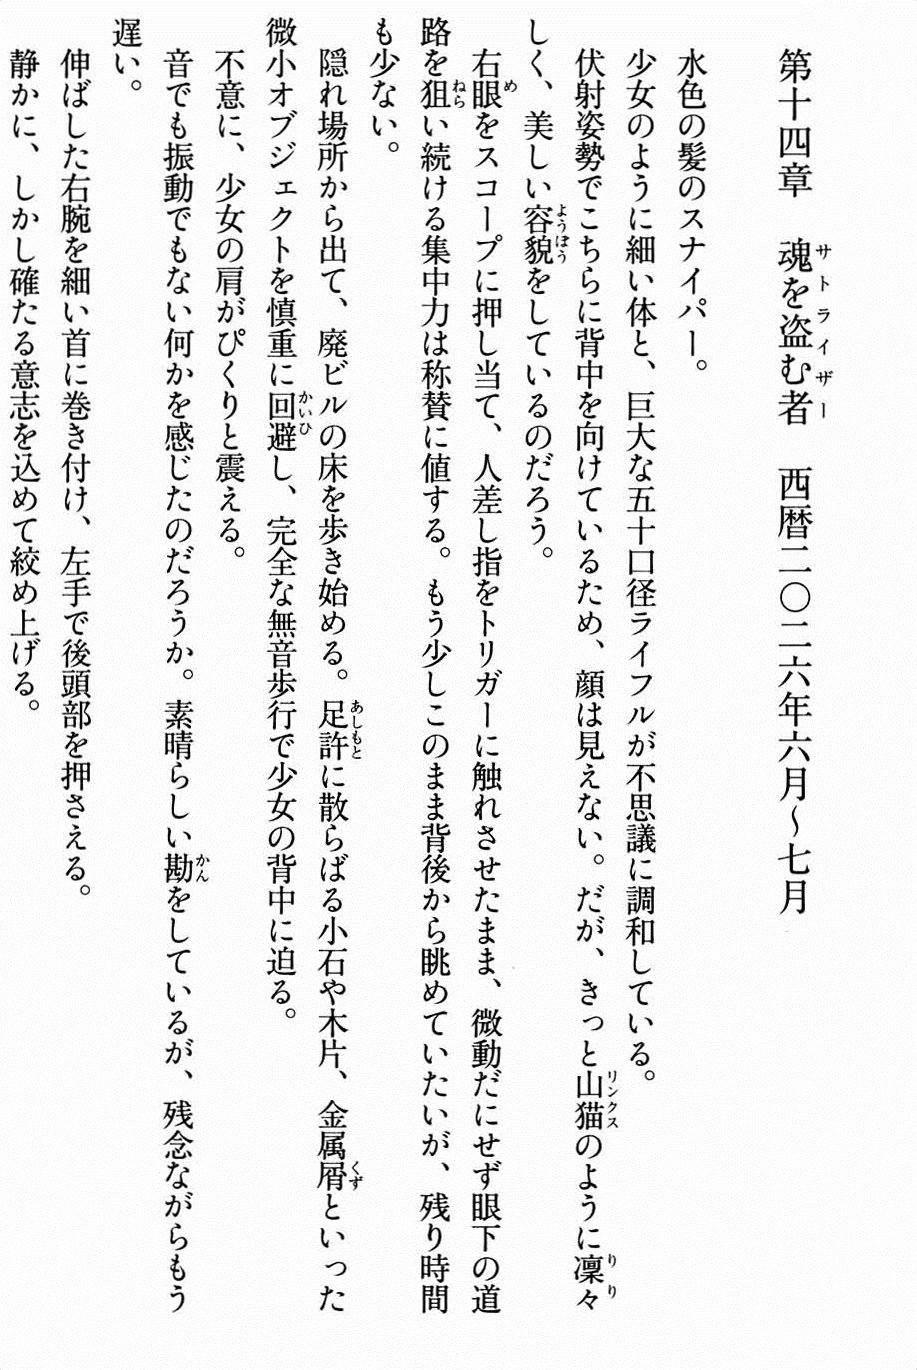 第十四章　魂を盗む者　西暦二〇二六年六月～七月
サトライザー
水色の髪のスナイパー。
少女のように細い体と、巨大な五十口径ライフルが不思議に調和している。
伏射姿勢でこちらに背中を向けているため、顔は見えない。だが、きっと山猫のように凜々
リンクス
りり
しく、美しい容貌をしているのだろう。
ようぼう
右眼をスコープに押し当て、人差し指をトリガーに触れさせたまま、微動だにせず眼下の道
め
路を狙い続ける集中力は称賛に値する。もう少しこのまま背後から眺めていたいが、残り時間
ねら
も少ない。
隠れ場所から出て、廃ビルの床を歩き始める。足許に散らばる小石や木片、金属屑といった
あしもと
くず
微小オブジェクトを慎重に回避し、完全な無音歩行で少女の背中に迫る。
かいひ
不意に、少女の肩がぴくりと震える。
音でも振動でもない何かを感じたのだろうか。素晴らしい勘をしているが、残念ながらもう
かん
遅い。
伸ばした右腕を細い首に巻き付け、左手で後頭部を押さえる。
静かに、しかし確たる意志を込めて絞め上げる。